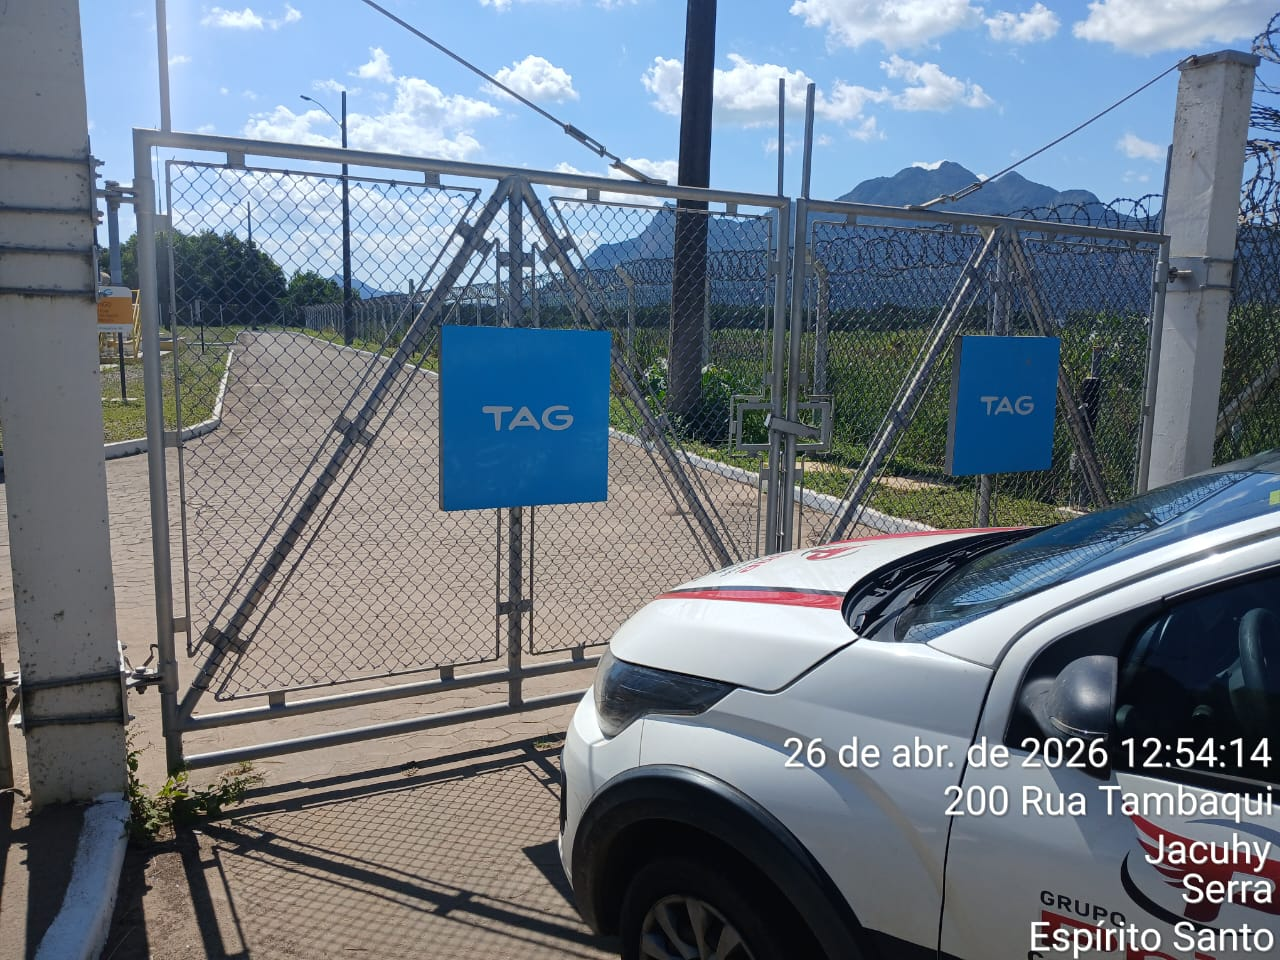 TAG
TAG
26 de abr. de 2026 12:54:14
200 Rua Tambaqui
Jacuhy
Serra
Espírito Santo
GRUPO